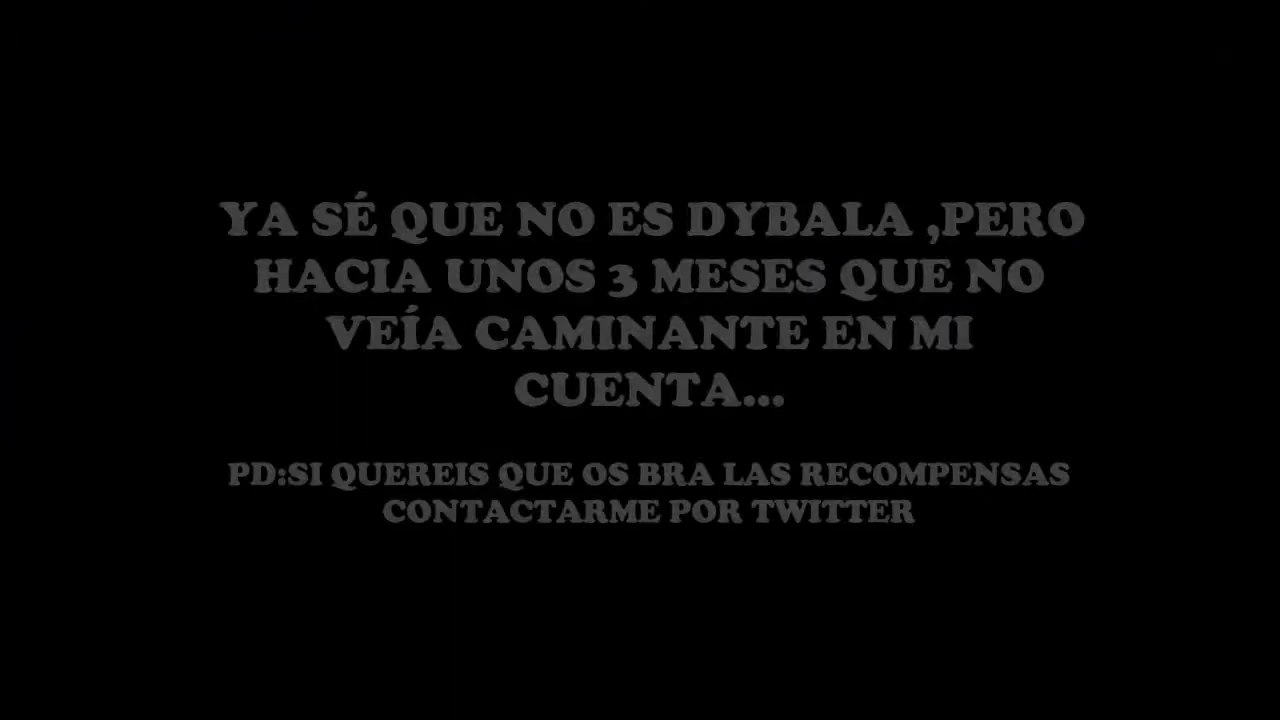 YA SÉ QUE NO ES DYBALA ,PERO
HACIA UNOS 3 MESES QUE NO
VEÍA CAMINANTE EN MI
CUENTA...
PD:SI QUEREIS QUE OS BRA LAS RECOMPENSAS
CONTACTARME POR TWITTER